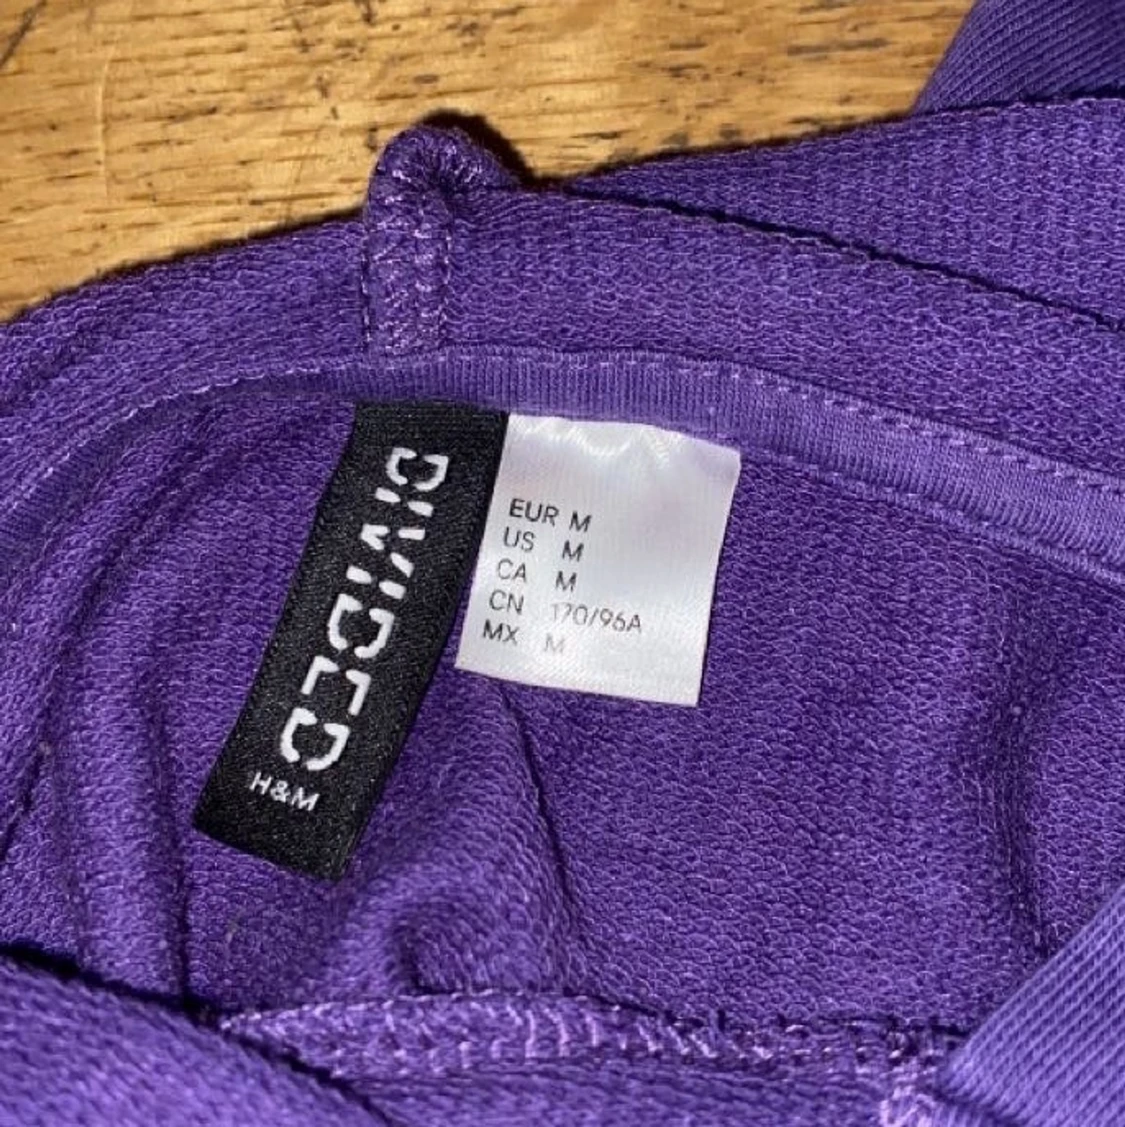 DIVIDED
H&M
EUR M
US M
CA M
CN 170/96A
MX M